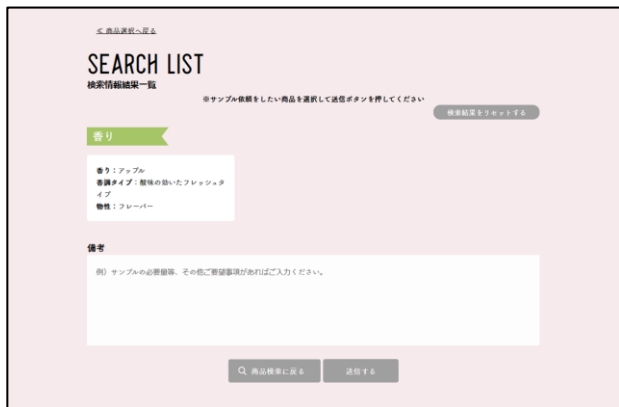 ≪ 商品選択へ戻る
SEARCH LIST
検索情報結果一覧
※サンプル依頼をしたい商品を選択して送信ボタンを押してください
検索結果をリセットする
香り
香り：アップル
香調タイプ：酸味の効いたフレッシュタ
イプ
物性：フレーバー
備考
例）サンプルの必要量等、その他ご要望事項があればご入力ください。
商品検索に戻る
送信する